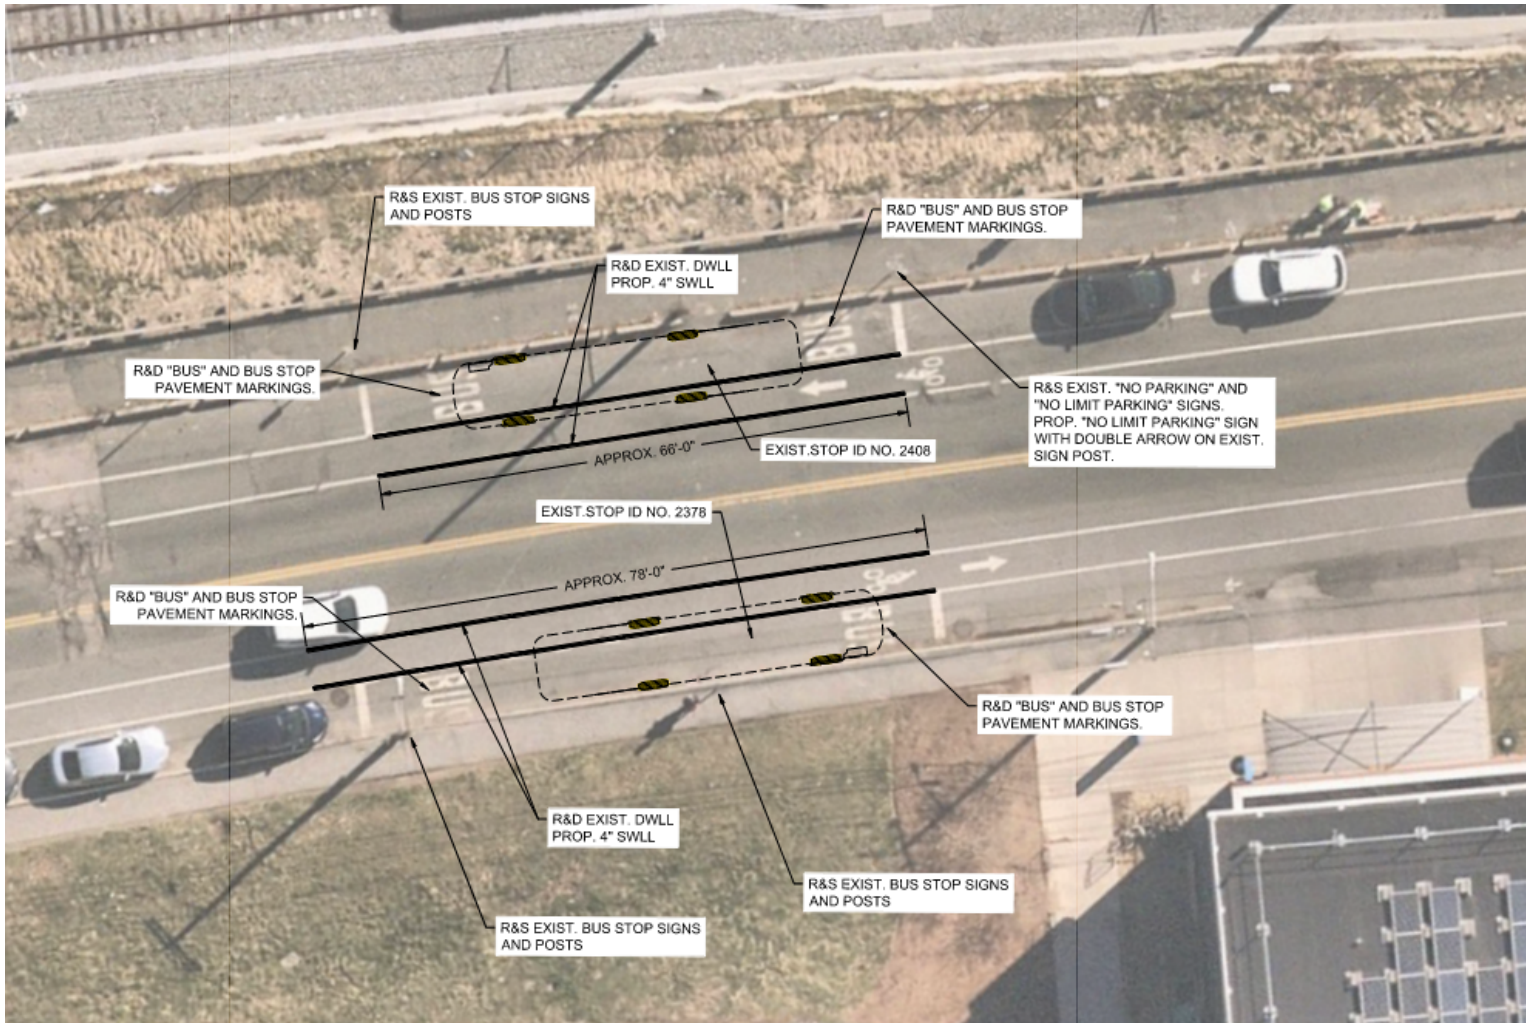 R&S EXIST. BUS STOP SIGNS
AND POSTS
R&D "BUS" AND BUS STOP
PAVEMENT MARKINGS.
R&D EXIST. DWLL
PROP. 4" SWLL
R&D "BUS" AND BUS STOP
PAVEMENT MARKINGS.
R&S EXIST. "NO PARKING" AND
"NO LIMIT PARKING" SIGNS.
PROP. "NO LIMIT PARKING" SIGN
WITH DOUBLE ARROW ON EXIST.
SIGN POST.
BUS
BUS
APPROX. 66'-0"
EXIST.STOP ID NO. 2408
EXIST.STOP ID NO. 2378
APPROX. 78'-0"
R&D "BUS" AND BUS STOP
PAVEMENT MARKINGS.
BUS
BUS
R&D "BUS" AND BUS STOP
PAVEMENT MARKINGS.
R&D EXIST. DWLL
PROP. 4" SWLL
R&S EXIST. BUS STOP SIGNS
AND POSTS
R&S EXIST. BUS STOP SIGNS
AND POSTS